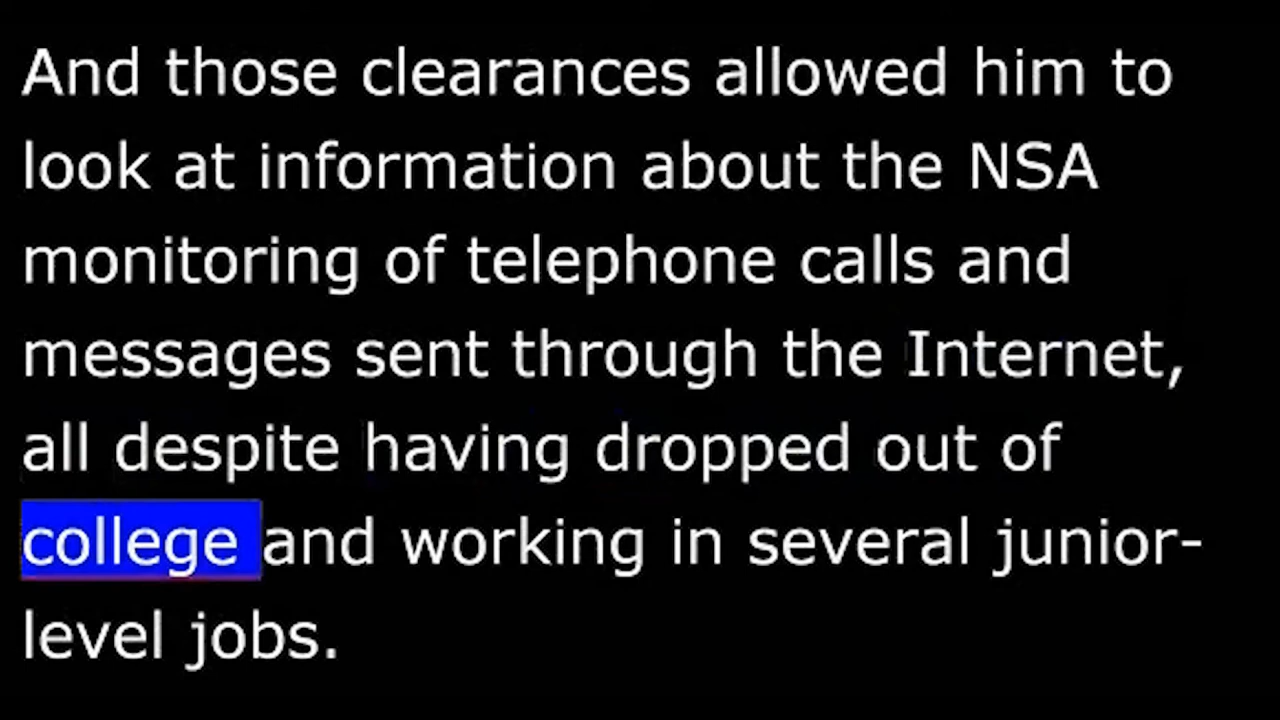 And those clearances allowed him to
look at information about the NSA
monitoring of telephone calls and
messages sent through the Internet,
all despite having dropped out of
college and working in several junior-
level jobs.